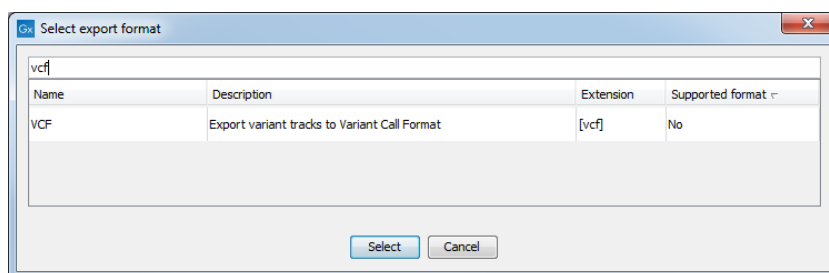 Gx Select export format
vcf
Name Description Extension Supported format
VCF Export variant tracks to Variant Call Format [vcf] No
Select Cancel